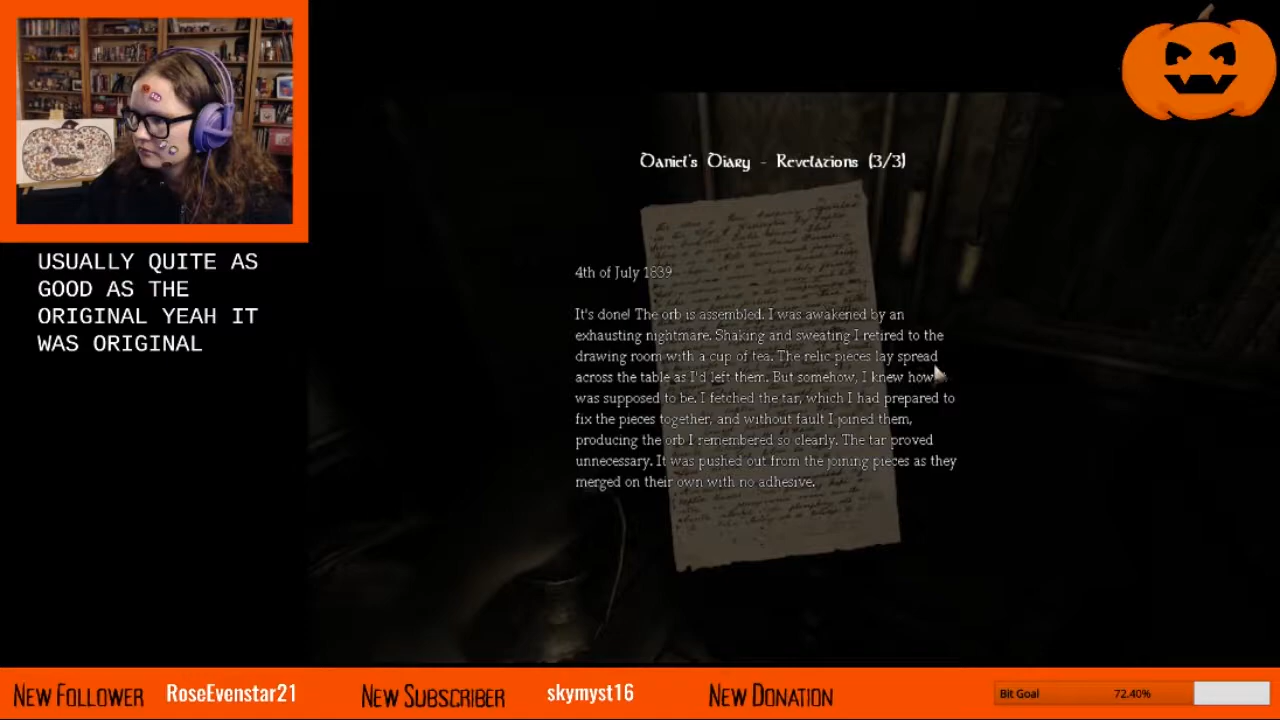 USUALLY QUITE AS
GOOD AS THE
ORIGINAL YEAH IT
WAS ORIGINAL
Daniel's Diary - Revelations (3/3)
4th of July 1839
It's done! The orb is assembled. I was awakened by an
exhausting nightmare. Shaking and sweating I retired to the
drawing room with a cup of tea. The relic pieces lay spread
across the table as I'd left them. But somehow, I knew how
was supposed to be. I fetched the tar, which I had prepared to
fix the pieces together, and without fault I joined them,
producing the orb I remembered so clearly. The tar proved
unnecessary. It was pushed out from the joining pieces as they
merged on their own with no adhesive.
NEW FOLLOWER RoseEvenstar21 NEW SUBSCRIBER skymyst16 NEW DONATION Bit Goal 72.40%